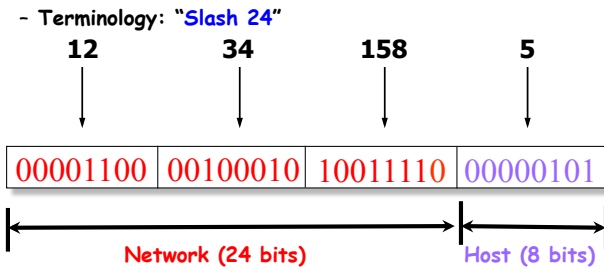 – Terminology: “Slash 24”
12 34 158 5
00001100 00100010 10011110 00000101
Network (24 bits) Host (8 bits)